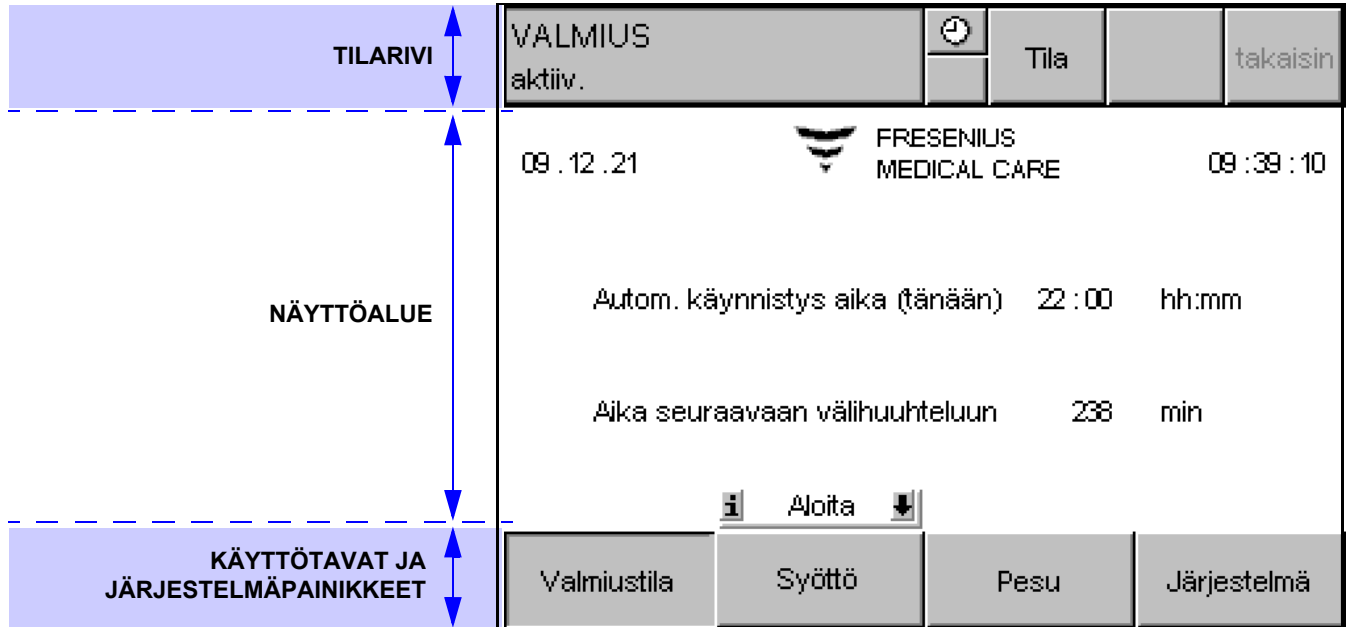 TILARIVI
VALMIUS
aktiiv.
Tila
takaisin
NÄYTTÖALUE
09.12.21
FRESENIUS
MEDICAL CARE
09:39:10
Autom. käynnistys aika (tänään) 22:00 hh:mm
Aika seuraavaan välihuuhteluun 238 min
i Aloita
KÄYTTÖTAVAT JA
JÄRJESTELMÄPAINIKKEET
Valmiustila
Syöttö
Pesu
Järjestelmä